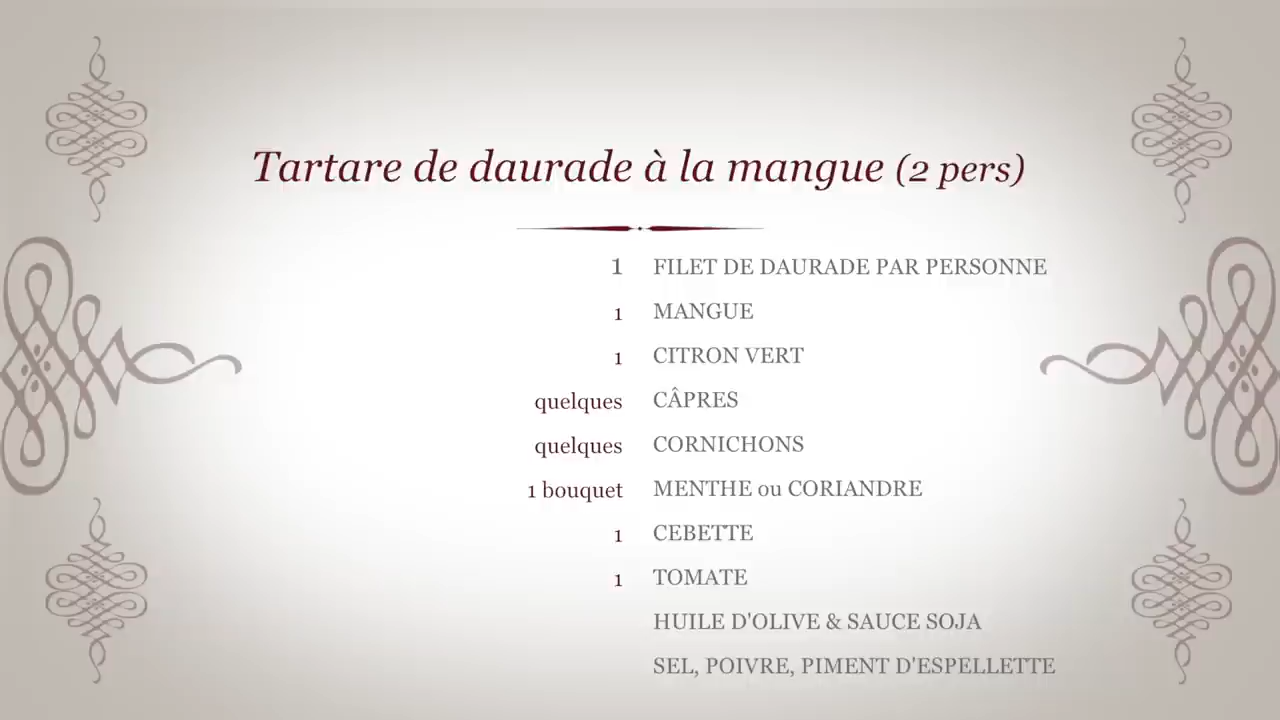 Tartare de daurade à la mangue (2 pers)
1 FILET DE DAURADE PAR PERSONNE
1 MANGUE
1 CITRON VERT
quelques CÂPRES
quelques CORNICHONS
1 bouquet MENTHE ou CORIANDRE
1 CEBETTE
1 TOMATE
HUILE D'OLIVE & SAUCE SOJA
SEL, POIVRE, PIMENT D'ESPELLETTE